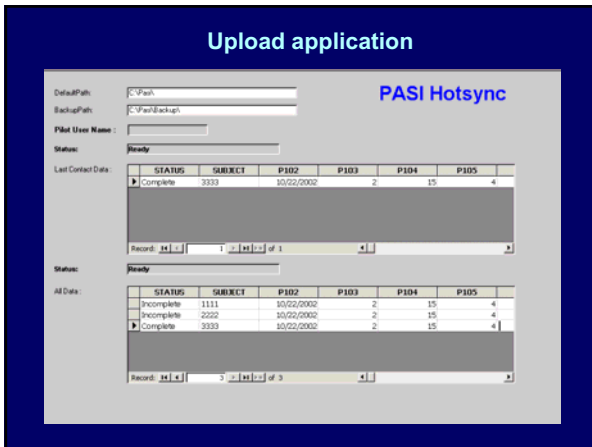 Upload application
PASI Hotsync
DefaultPath: C:\Pasi\
BackupPath: C:\Pasi\Backup\
Pilot User Name :
Status: Ready
Last Contact Data :
STATUS SUBJECT P102 P103 P104 P105
Complete 3333 10/22/2002 2 15 4
Record: 1 of 1
Status: Ready
All Data :
STATUS SUBJECT P102 P103 P104 P105
Incomplete 1111 10/22/2002 2 15 4
Incomplete 2222 10/22/2002 2 15 4
Complete 3333 10/22/2002 2 15 4
Record: 3 of 3